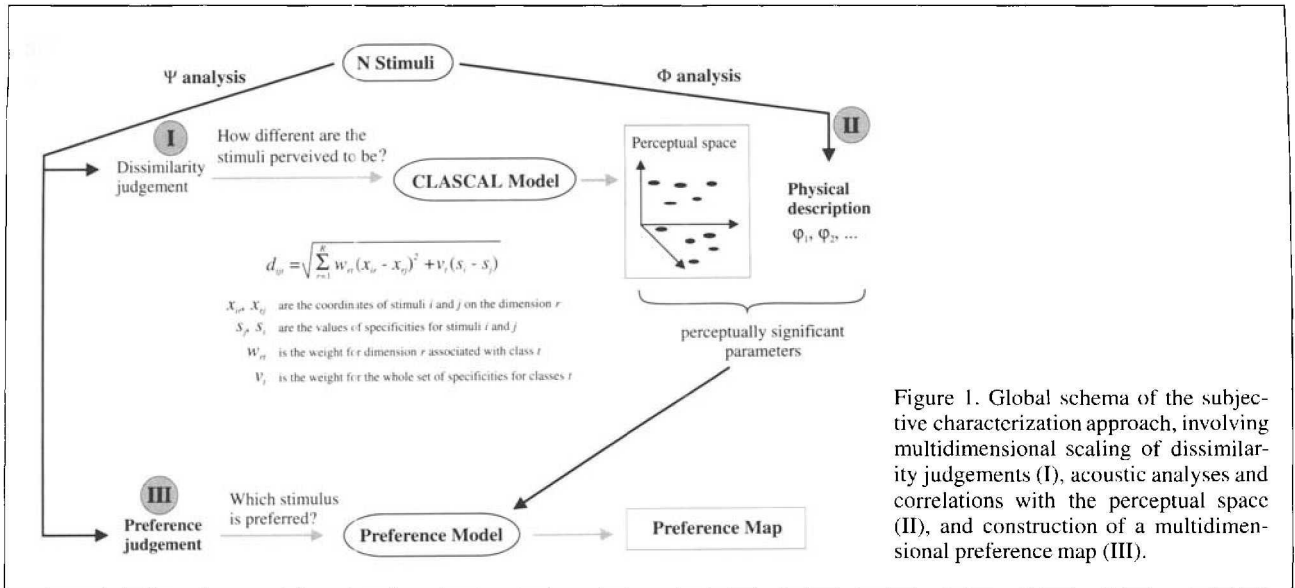 N Stimuli
Ψ analysis
Φ analysis
I
II
How different are the
stimuli perveived to be?
Dissimilarity
judgement
CLASCAL Model
Perceptual space
Physical
description
φ₁, φ₂, ...
d_ijt = √(∑_{r=1}^{R} w_rt (x_ir - x_rj)² + v_t (s_i - s_j))
X_ir, X_rj are the coordinates of stimuli i and j on the dimension r
S_j, S_i are the values of specificities for stimuli i and j
W_rt is the weight for dimension r associated with class t
V_t is the weight for the whole set of specificities for classes t
perceptually significant
parameters
III
Which stimulus
is preferred?
Preference
judgement
Preference Model
Preference Map
Figure 1. Global schema of the subjec-
tive characterization approach, involving
multidimensional scaling of dissimilar-
ity judgements (I), acoustic analyses and
correlations with the perceptual space
(II), and construction of a multidimen-
sional preference map (III).